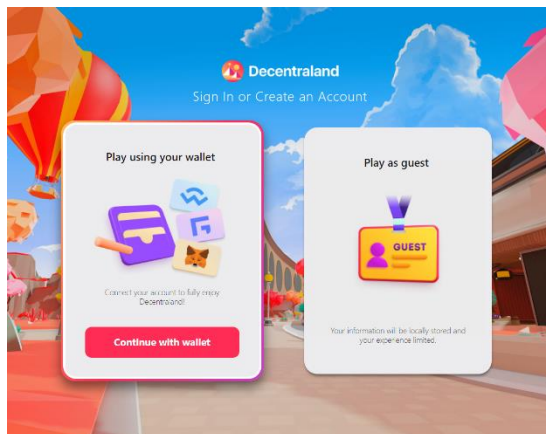 Decentraland
Sign In or Create an Account
Play using your wallet
Connect your account to fully enjoy
Decentraland!
Continue with wallet
Play as guest
GUEST
Your information will be locally stored and
your experience limited.